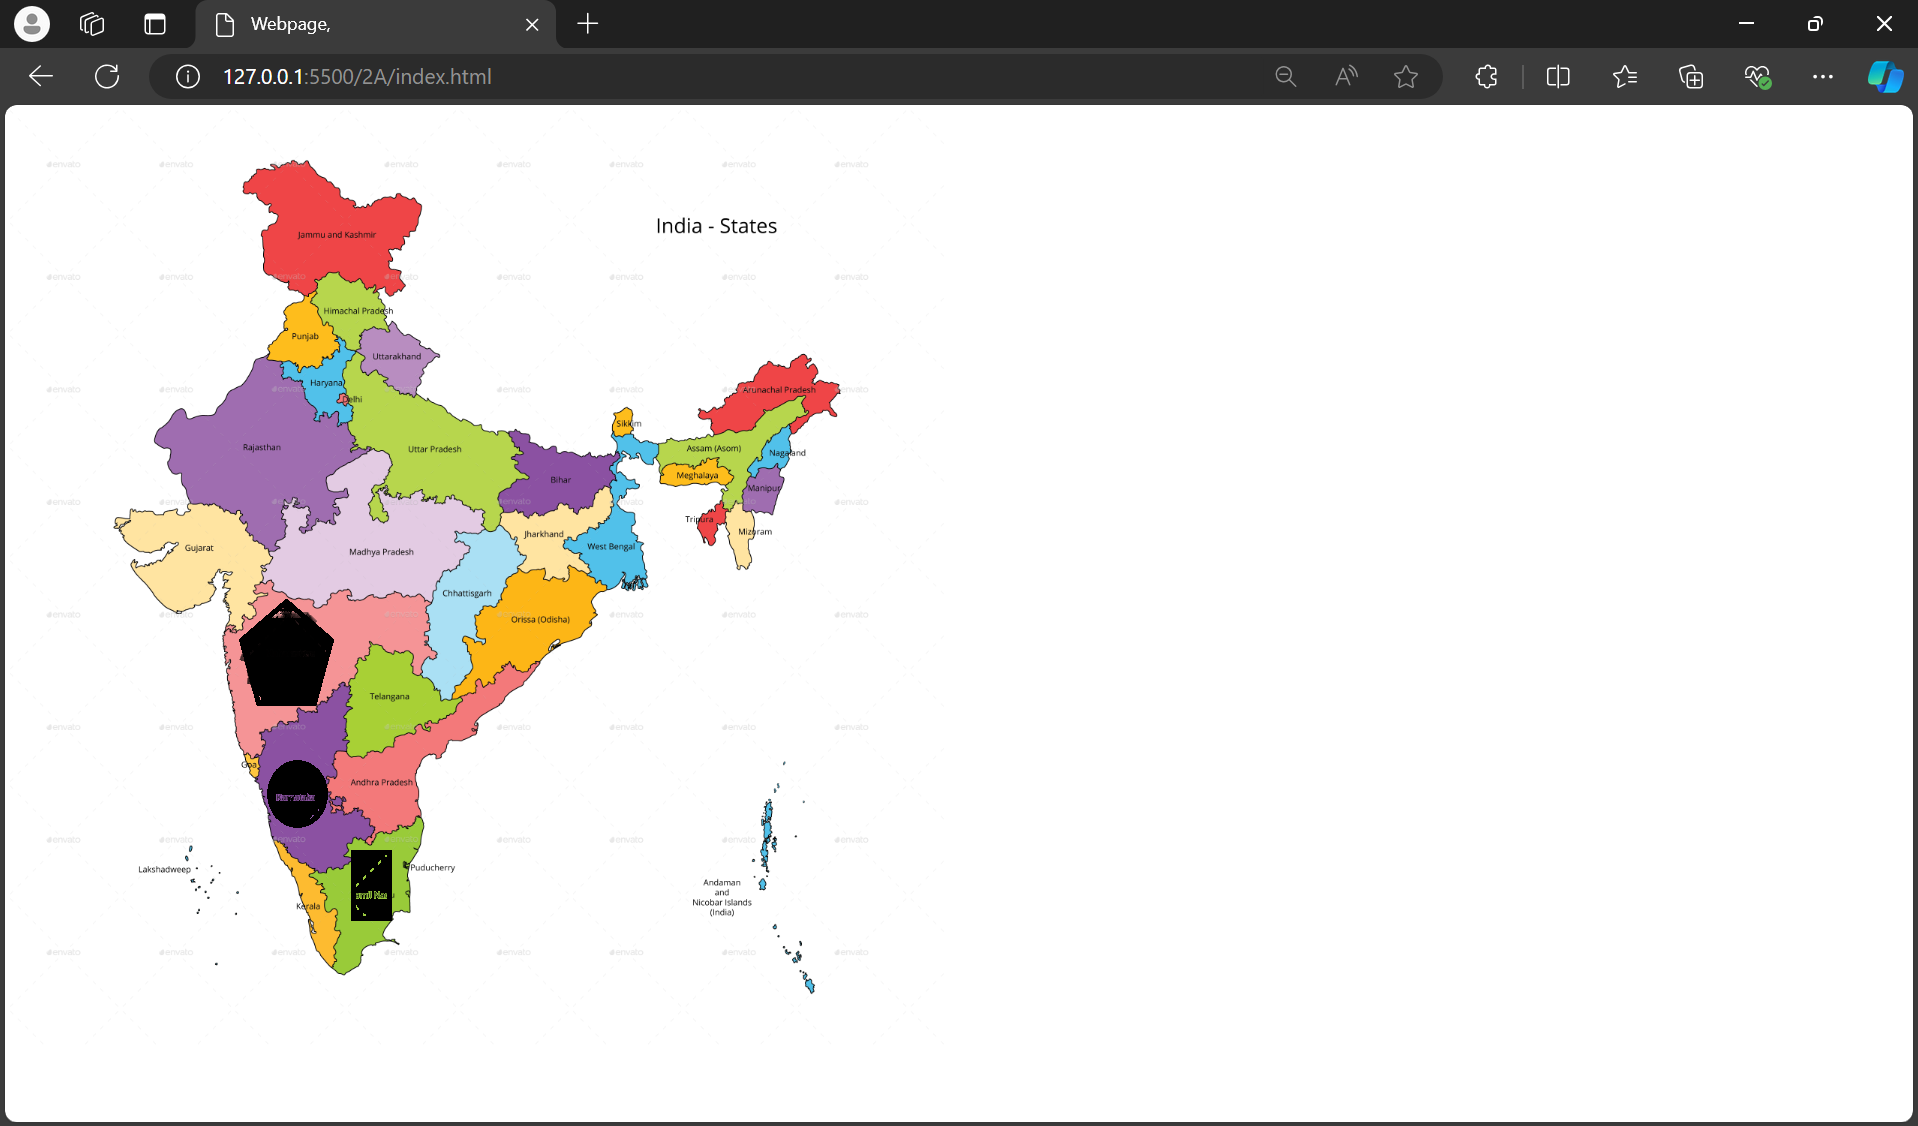 Webpage,
127.0.0.1:5500/2A/index.html
India - States
Jammu and Kashmir
Himachal Pradesh
Punjab
Uttarakhand
Haryana
Delhi
Arunachal Pradesh
Sikkim
Rajasthan
Uttar Pradesh
Assam (Asom)
Nagaland
Bihar
Meghalaya
Manipur
Tripura
Mizoram
Gujarat
Madhya Pradesh
Jharkhand
West Bengal
Chhattisgarh
Orissa (Odisha)
Telangana
Goa
Andhra Pradesh
Karnataka
Lakshadweep
Puducherry
Kerala
Andaman
and
Nicobar Islands
(India)
envato